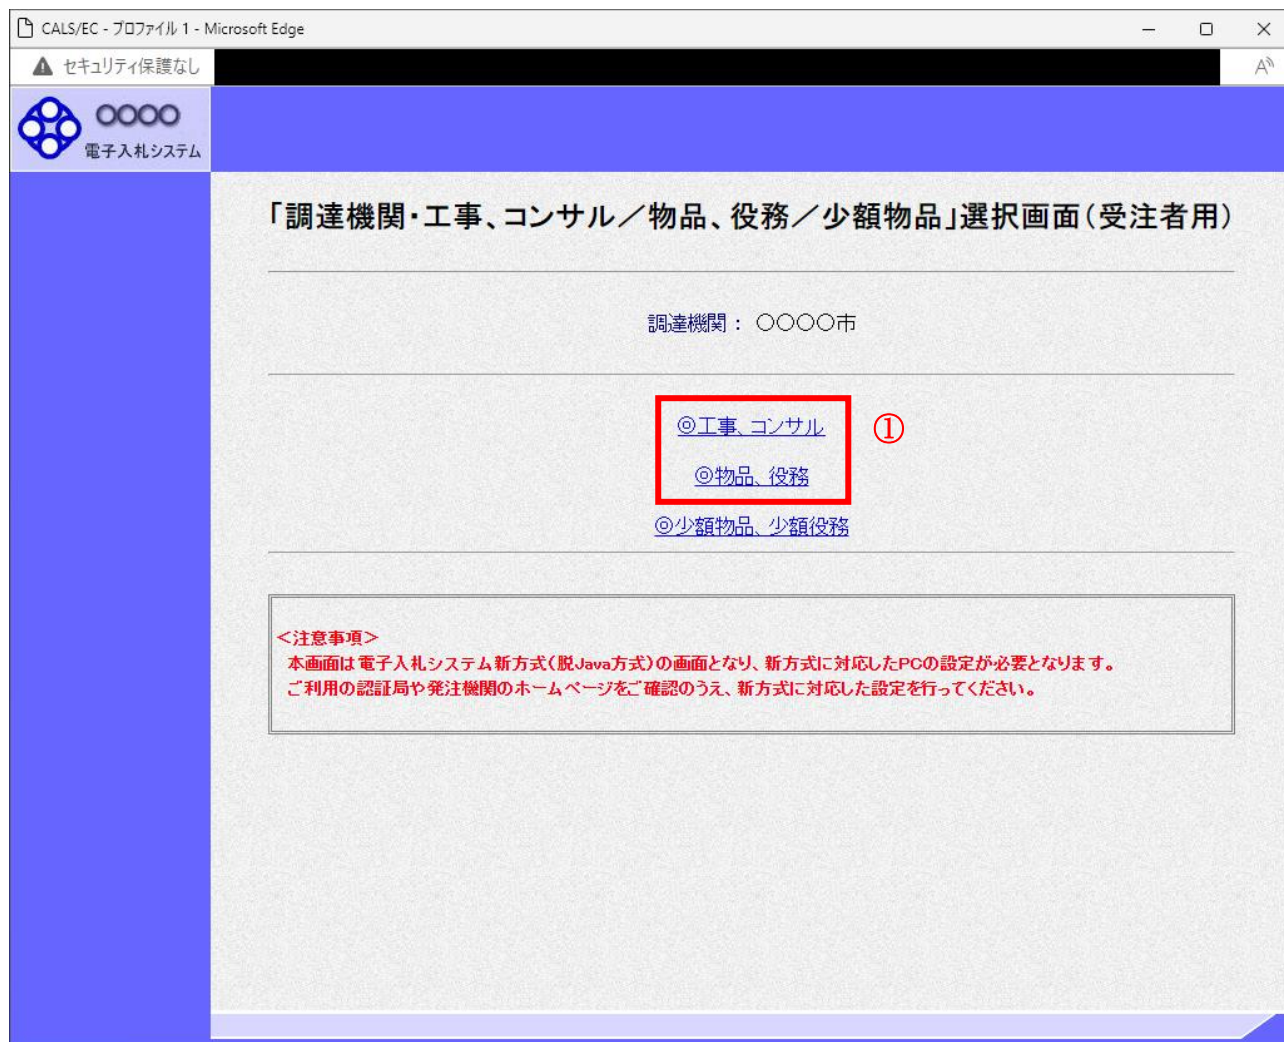 CALS/EC - プロファイル 1 - Microsoft Edge
セキュリティ保護なし
A
〇〇〇〇
電子入札システム
「調達機関・工事、コンサル／物品、役務／少額物品」選択画面（受注者用）
調達機関： 〇〇〇〇市
◎工事、コンサル
①
◎物品、役務
◎少額物品、少額役務
＜注意事項＞
本画面は電子入札システム新方式（脱Java方式）の画面となり、新方式に対応したPCの設定が必要となります。
ご利用の認証局や発注機関のホームページをご確認のうえ、新方式に対応した設定を行ってください。